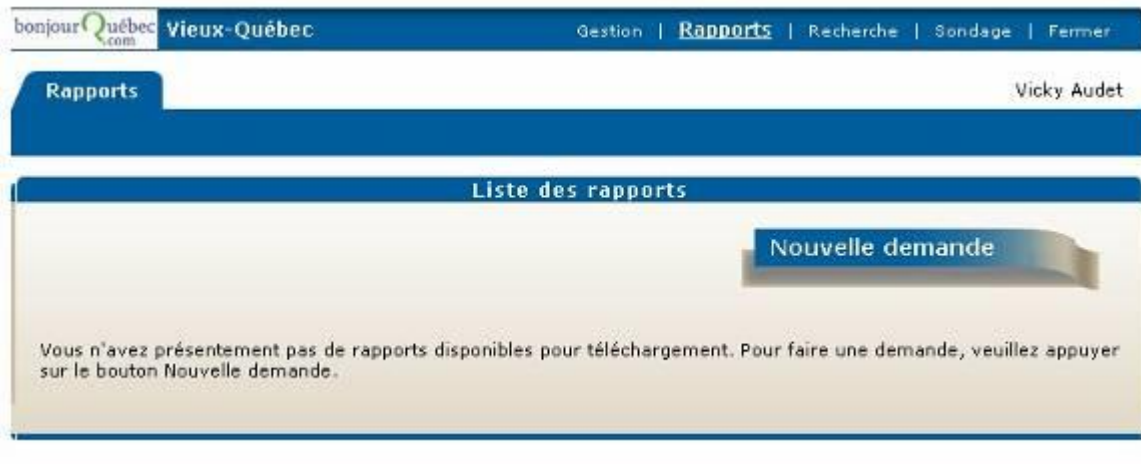 bonjourQuébec.com Vieux-Québec Gestion | Rapports | Recherche | Sondage | Fermer
Rapports Vicky Audet
Liste des rapports
Nouvelle demande
Vous n'avez présentement pas de rapports disponibles pour téléchargement. Pour faire une demande, veuillez appuyer
sur le bouton Nouvelle demande.